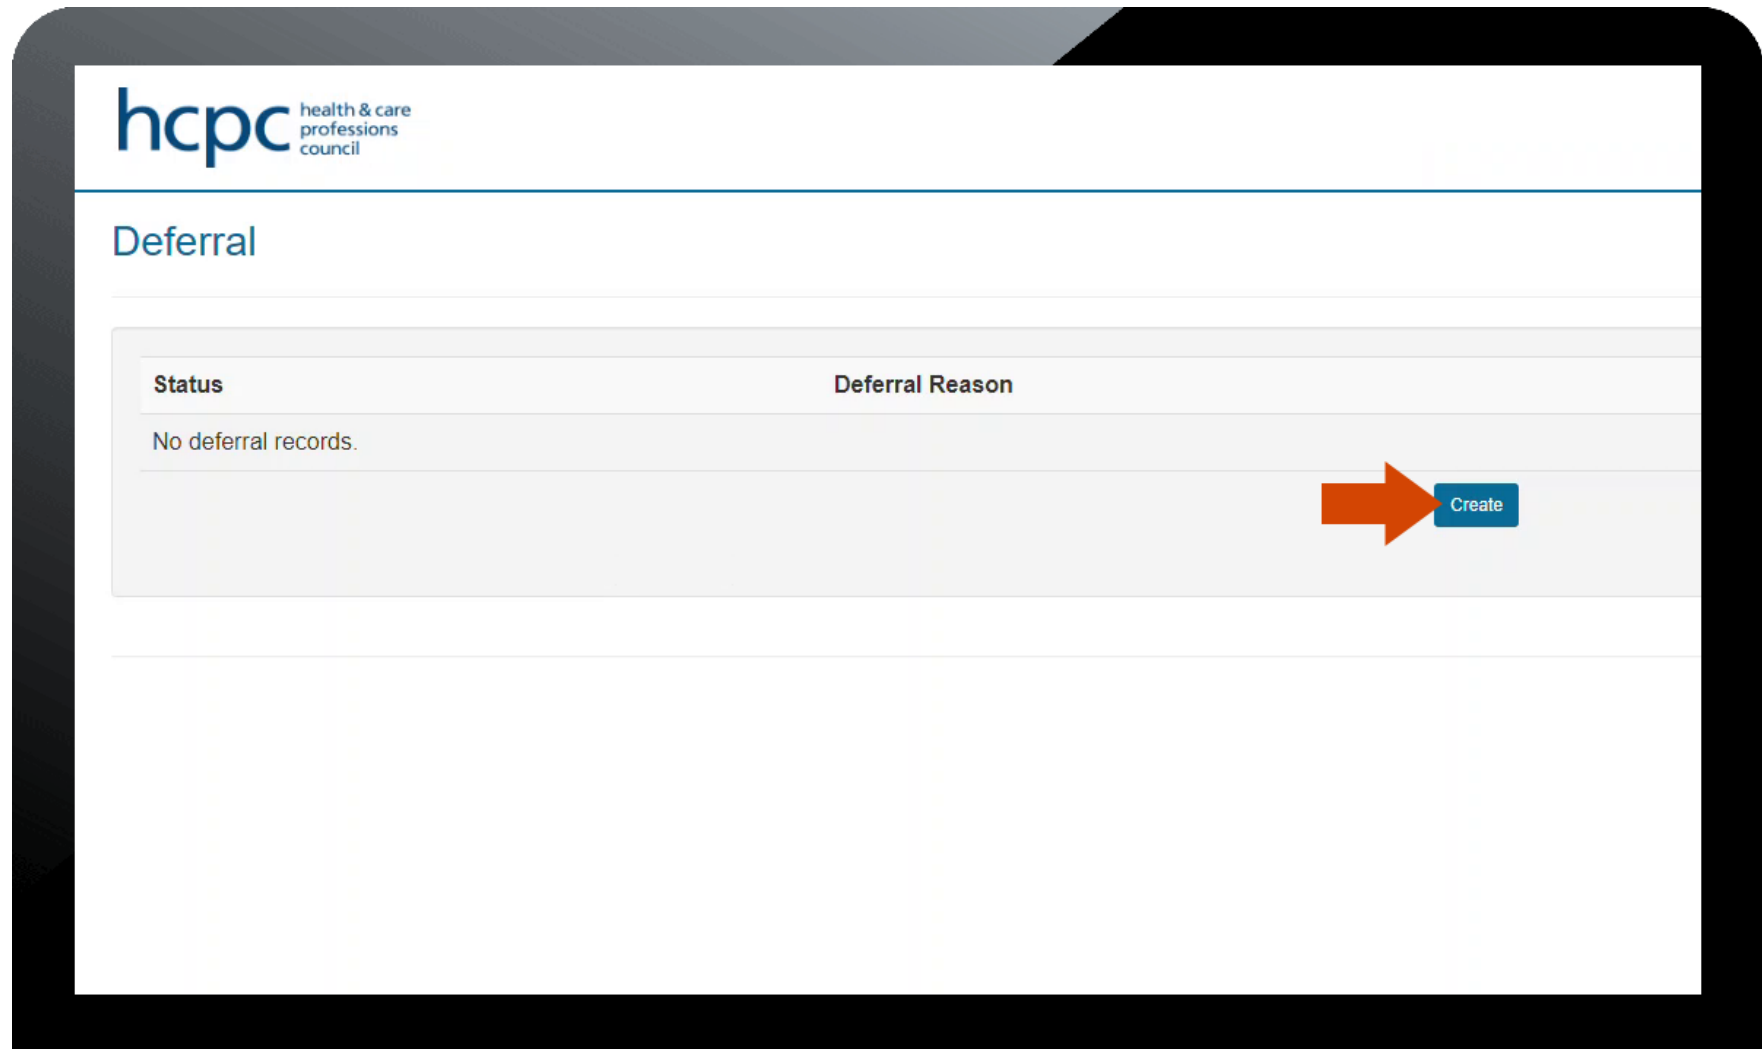 hcpc
health & care
professions
council
Deferral
Status Deferral Reason
No deferral records.
Create